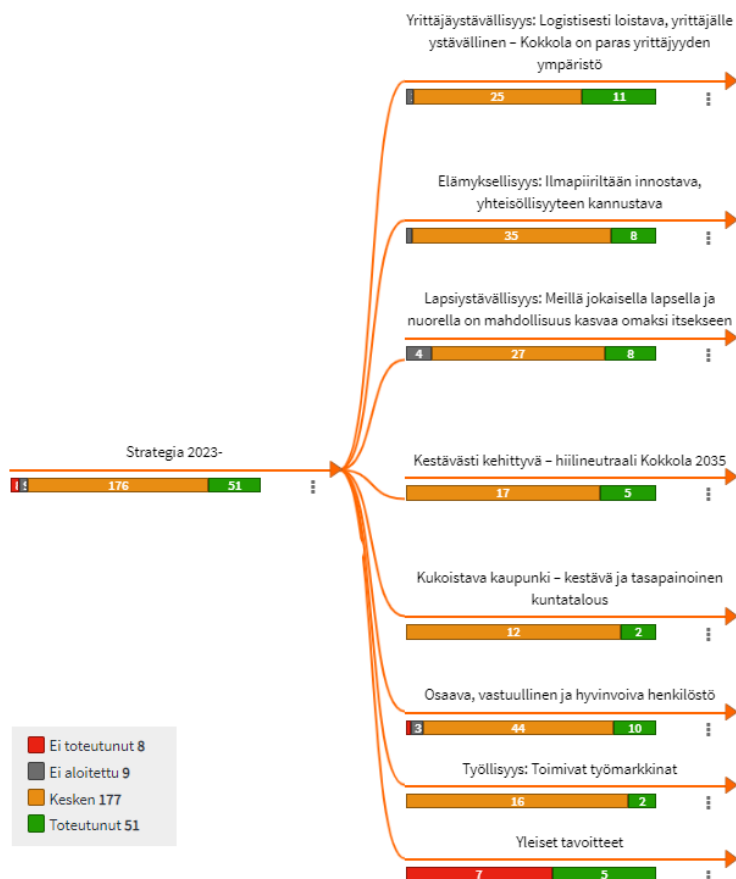 Yrittäjäystävällisyys: Logistisesti loistava, yrittäjälle
ystävällinen – Kokkola on paras yrittäjyyden
ympäristö
25 11
Elämyksellisyys: Ilmapiiriltään innostava,
yhteisöllisyyteen kannustava
35 8
Lapsiystävällisyys: Meillä jokaisella lapsella ja
nuorella on mahdollisuus kasvaa omaksi itsekseen
4 27 8
Strategia 2023-
176 51
Kestävästi kehittyvä – hiilineutraali Kokkola 2035
17 5
Kukoistava kaupunki – kestävä ja tasapainoinen
kuntatalous
12 2
Osaava, vastuullinen ja hyvinvoiva henkilöstö
3 44 10
Työllisyys: Toimivat työmarkkinat
16 2
Yleiset tavoitteet
7 5
Ei toteutunut 8
Ei aloitettu 9
Kesken 177
Toteutunut 51